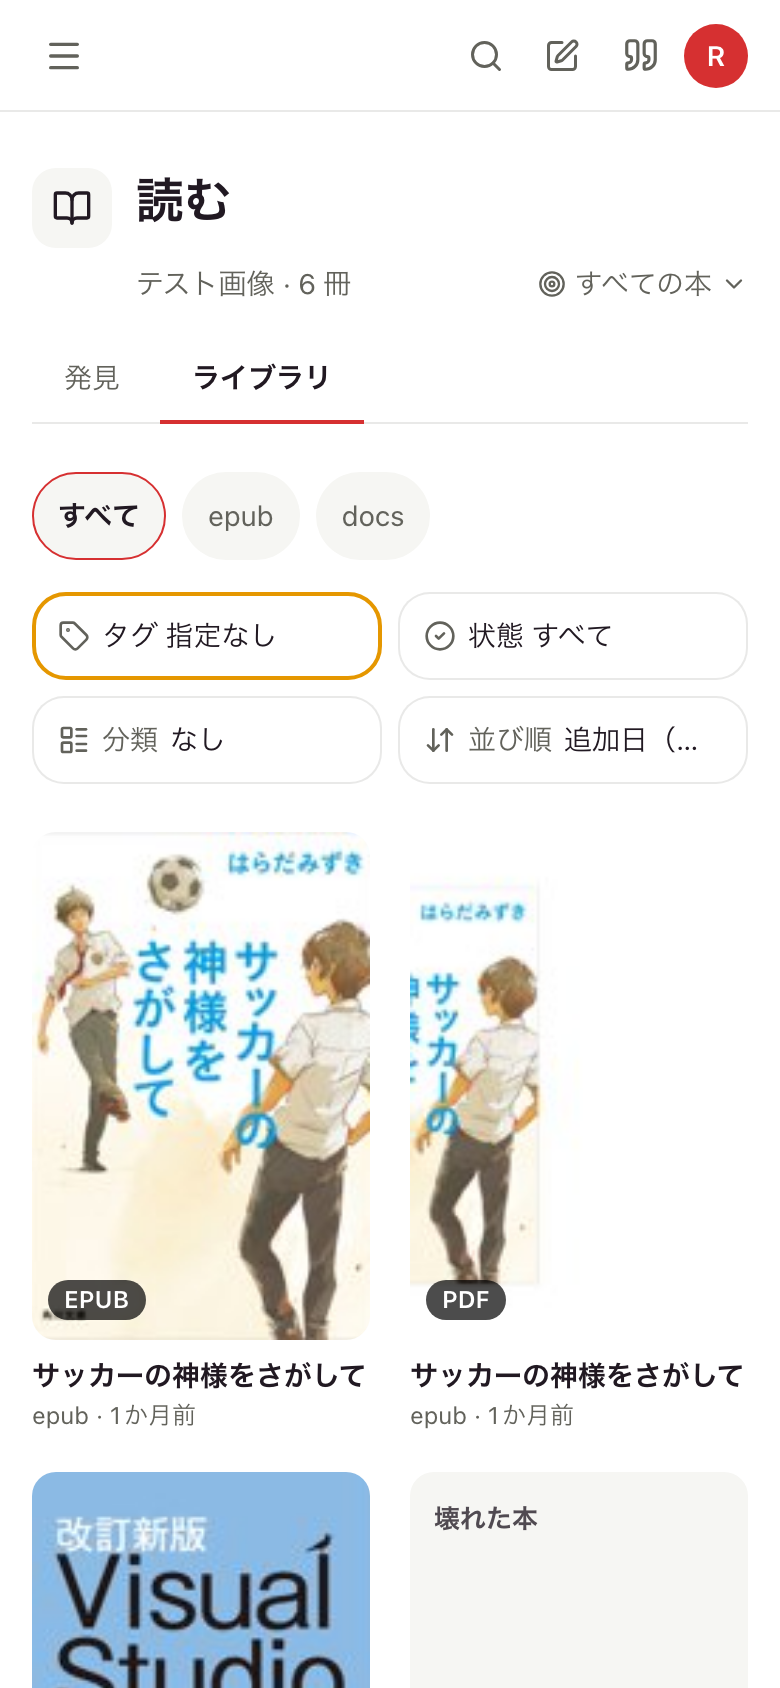 R
読む
テスト画像 · 6 冊
すべての本
発見
ライブラリ
すべて
epub
docs
タグ 指定なし
状態 すべて
分類 なし
並び順 追加日（...
はらだみずき
サッカーの
神様を
さがして
EPUB
はらだみずき
サッカーの
PDF
サッカーの神様をさがして
epub · 1か月前
サッカーの神様をさがして
epub · 1か月前
改訂新版
Visual
Studio
壊れた本